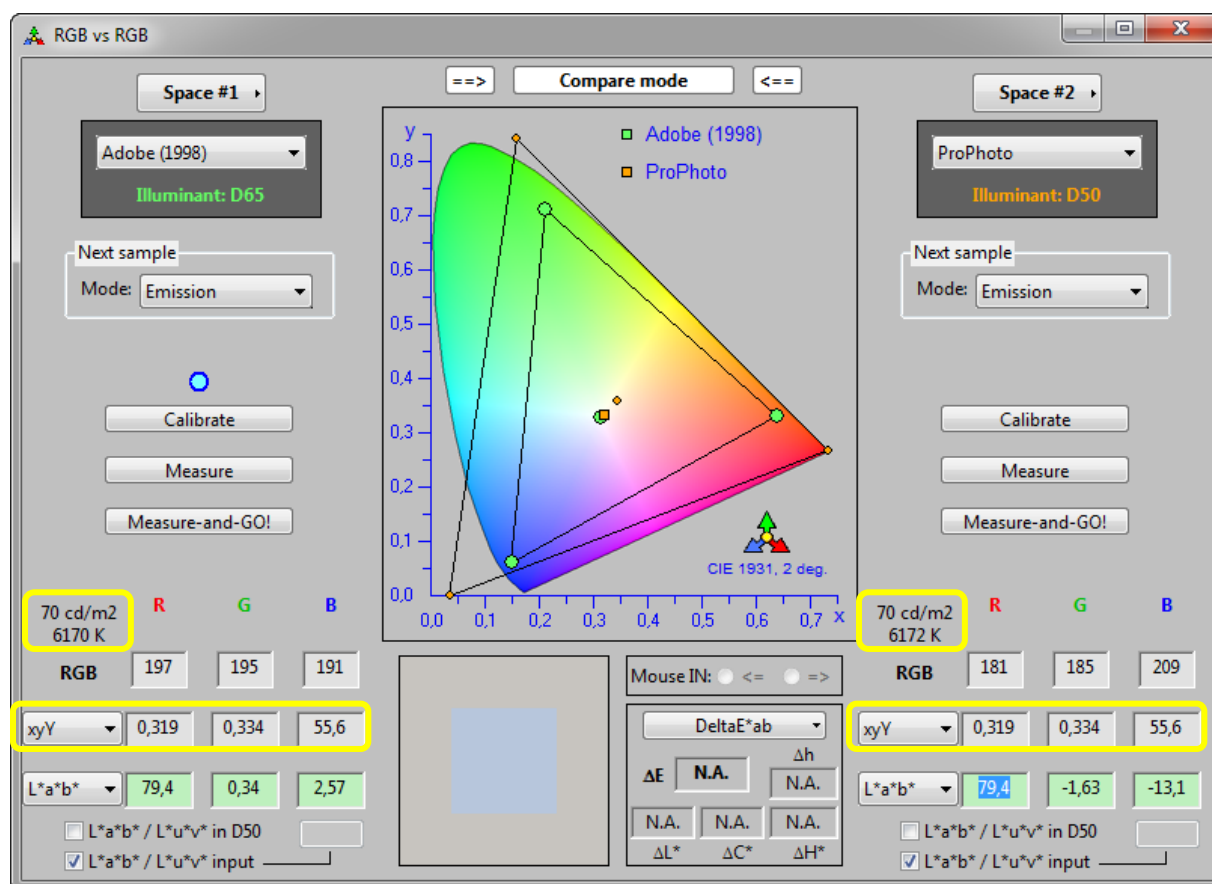 RGB vs RGB
Space #1
==> Compare mode <==
Space #2
Adobe (1998)
Illuminant: D65
ProPhoto
Illuminant: D50
Next sample
Mode: Emission
Next sample
Mode: Emission
Calibrate
Measure
Measure-and-GO!
Calibrate
Measure
Measure-and-GO!
y
Adobe (1998)
ProPhoto
0,8
0,7
0,6
0,5
0,4
0,3
0,2
0,1
0,0
CIE 1931, 2 deg.
0,0 0,1 0,2 0,3 0,4 0,5 0,6 0,7 x
70 cd/m2
6170 K
R G B
RGB 197 195 191
xyY 0,319 0,334 55,6
L*a*b* 79,4 0,34 2,57
L*a*b* / L*u*v* in D50
L*a*b* / L*u*v* input
Mouse IN: <= =>
DeltaE*ab
ΔE N.A.
Δh
N.A.
N.A. N.A. N.A.
ΔL* ΔC* ΔH*
70 cd/m2
6172 K
R G B
RGB 181 185 209
xyY 0,319 0,334 55,6
L*a*b* 79,4 -1,63 -13,1
L*a*b* / L*u*v* in D50
L*a*b* / L*u*v* input